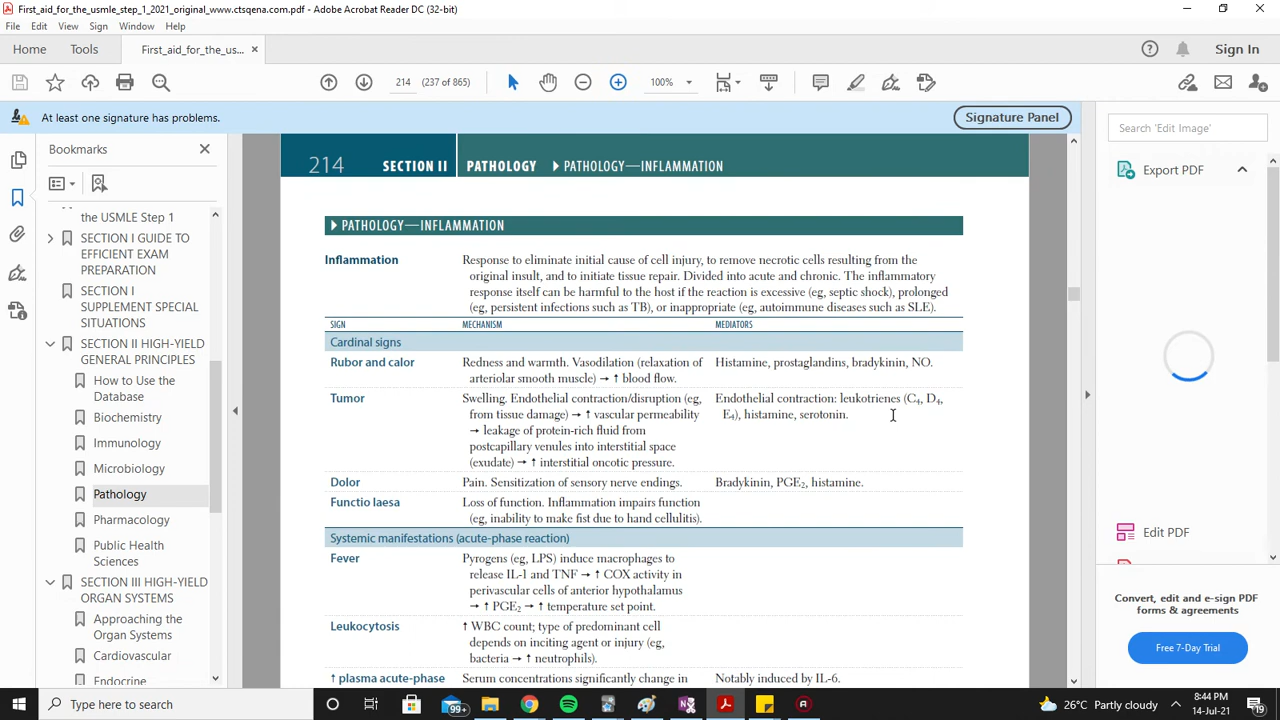 First_aid_for_the_usmle_step_1_2021_original_www.ctsqena.com.pdf - Adobe Acrobat Reader DC (32-bit)
File Edit View Sign Window Help
Home Tools First_aid_for_the_us... × Sign In
214 (237 of 865) 100%
At least one signature has problems. Signature Panel
Bookmarks
the USMLE Step 1
SECTION I GUIDE TO
EFFICIENT EXAM
PREPARATION
SECTION I
SUPPLEMENT SPECIAL
SITUATIONS
SECTION II HIGH-YIELD
GENERAL PRINCIPLES
How to Use the
Database
Biochemistry
Immunology
Microbiology
Pathology
Pharmacology
Public Health
Sciences
SECTION III HIGH-YIELD
ORGAN SYSTEMS
Approaching the
Organ Systems
Cardiovascular
Endocrine
214 SECTION II PATHOLOGY ▶ PATHOLOGY—INFLAMMATION
▶ PATHOLOGY—INFLAMMATION
Inflammation Response to eliminate initial cause of cell injury, to remove necrotic cells resulting from the
original insult, and to initiate tissue repair. Divided into acute and chronic. The inflammatory
response itself can be harmful to the host if the reaction is excessive (eg, septic shock), prolonged
(eg, persistent infections such as TB), or inappropriate (eg, autoimmune diseases such as SLE).
SIGN MECHANISM MEDIATORS
Cardinal signs
Rubor and calor Redness and warmth. Vasodilation (relaxation of Histamine, prostaglandins, bradykinin, NO.
arteriolar smooth muscle) → ↑ blood flow.
Tumor Swelling. Endothelial contraction/disruption (eg, Endothelial contraction: leukotrienes (C₄, D₄,
from tissue damage) → ↑ vascular permeability E₄), histamine, serotonin.
→ leakage of protein-rich fluid from
postcapillary venules into interstitial space
(exudate) → ↑ interstitial oncotic pressure.
Dolor Pain. Sensitization of sensory nerve endings. Bradykinin, PGE₂, histamine.
Functio laesa Loss of function. Inflammation impairs function
(eg, inability to make fist due to hand cellulitis).
Systemic manifestations (acute-phase reaction)
Fever Pyrogens (eg, LPS) induce macrophages to
release IL-1 and TNF → ↑ COX activity in
perivascular cells of anterior hypothalamus
→ ↑ PGE₂ → ↑ temperature set point.
Leukocytosis ↑ WBC count; type of predominant cell
depends on inciting agent or injury (eg,
bacteria → ↑ neutrophils).
↑ plasma acute-phase Serum concentrations significantly change in Notably induced by IL-6.
Search 'Edit Image'
Export PDF
Edit PDF
Convert, edit and e-sign PDF
forms & agreements
Free 7-Day Trial
Type here to search 99+ 26°C Partly cloudy 8:44 PM
14-Jul-21 19